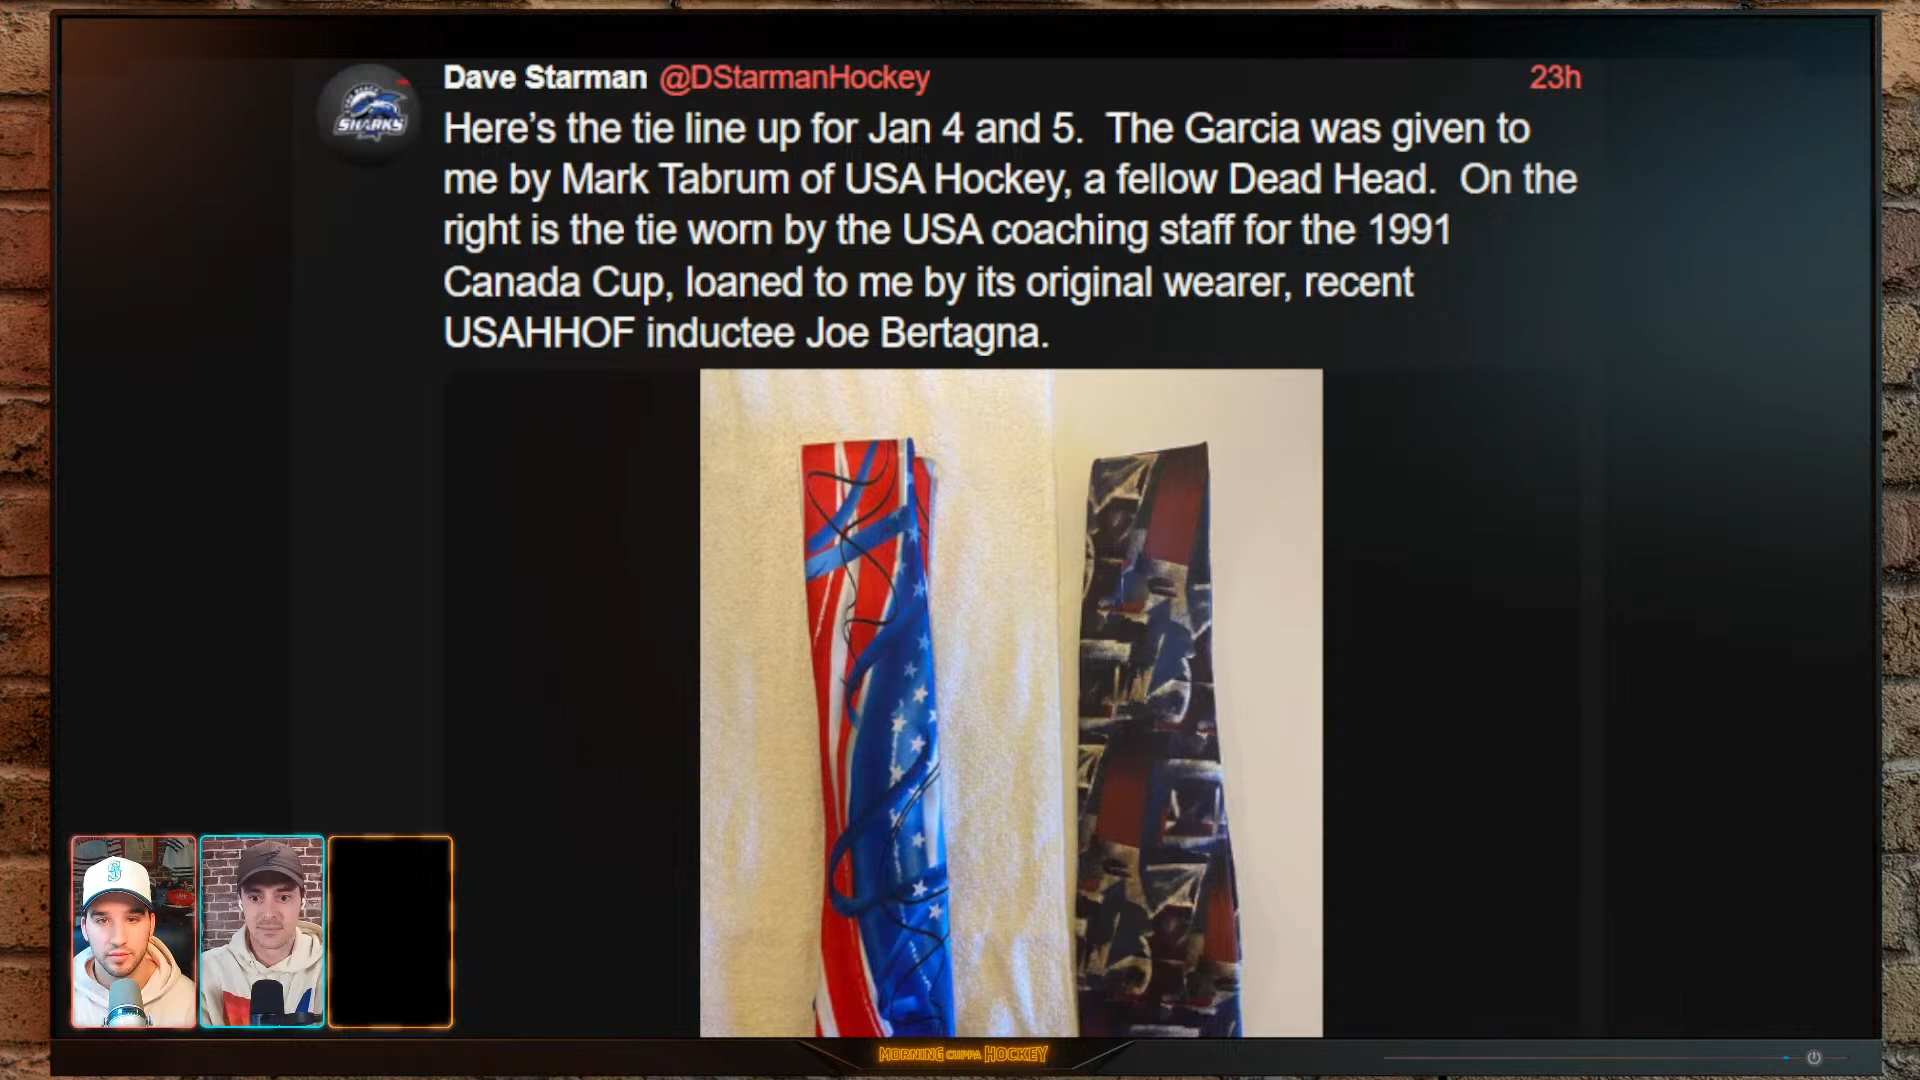 Dave Starman @DStarmanHockey 23h
Here’s the tie line up for Jan 4 and 5. The Garcia was given to
me by Mark Tabrum of USA Hockey, a fellow Dead Head. On the
right is the tie worn by the USA coaching staff for the 1991
Canada Cup, loaned to me by its original wearer, recent
USAHHOF inductee Joe Bertagna.
SHARKS
MORNING CUPPA HOCKEY